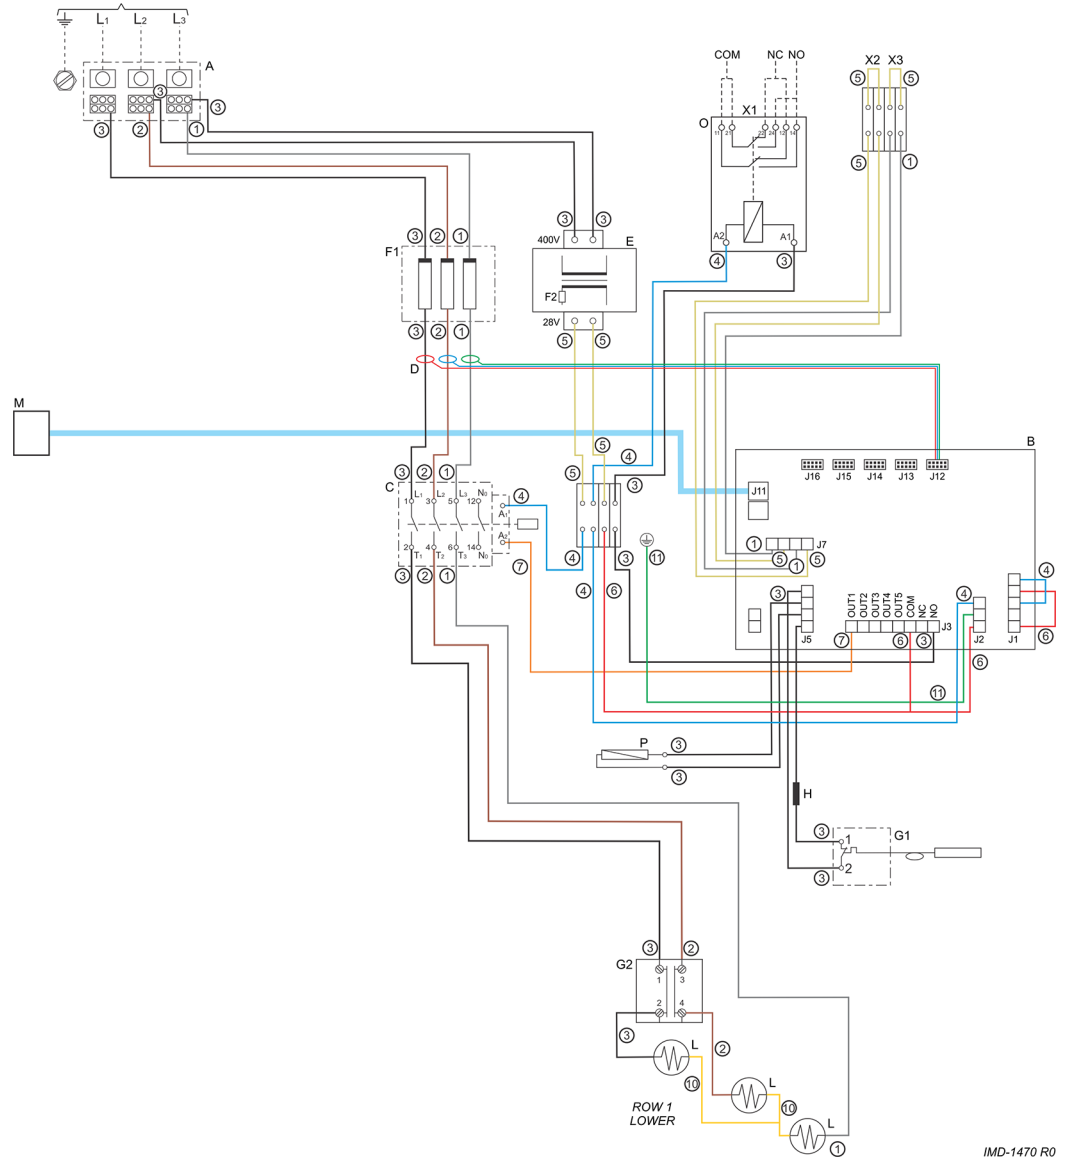 L1 L2 L3
A
3
3
3 2 1
COM NC NO
X2 X3
5 5
X1
O
11 21 22 24 12 14
5 1
A2 A1
4 3
3 2 1
F1
3 3
400V
E
F2
28V
3 2 1
5 5
D
M
B
5
4
3 2 1
5
3
C
L1 L2 L3 N0
1 3 5 12
4
A1
A2
2 4 6 14
T1 T2 T3 N0
3 2 1
7
4 3
4 6
11
J16 J15 J14 J13 J12
J11
1 J7
5 1 5
3
J5
OUT1
OUT2
OUT3
OUT4
OUT5
COM
NC
NO
J3
7 6 3
4
J2
6
4
J1
6
11
P
3
3
H
3
1
G1
2
3
3 2
G2
1 3
2 4
3
L
2
10
L
10
L
1
ROW 1
LOWER
IMD-1470 R0